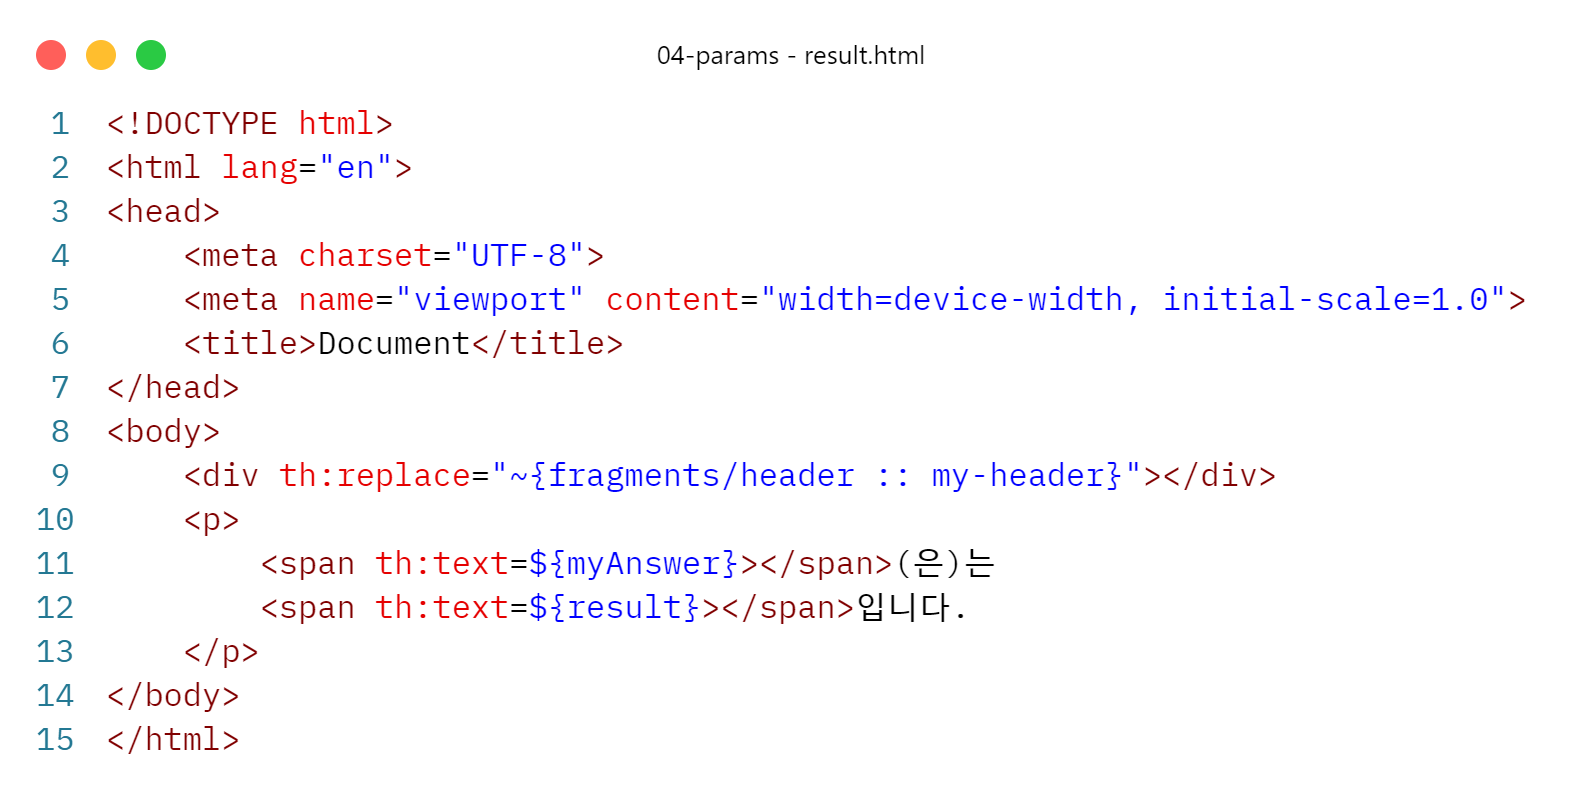 04-params - result.html
1 <!DOCTYPE html>
2 <html lang="en">
3 <head>
4     <meta charset="UTF-8">
5     <meta name="viewport" content="width=device-width, initial-scale=1.0">
6     <title>Document</title>
7 </head>
8 <body>
9     <div th:replace="~{fragments/header :: my-header}"></div>
10     <p>
11         <span th:text=${myAnswer}></span>(은)는
12         <span th:text=${result}></span>입니다.
13     </p>
14 </body>
15 </html>